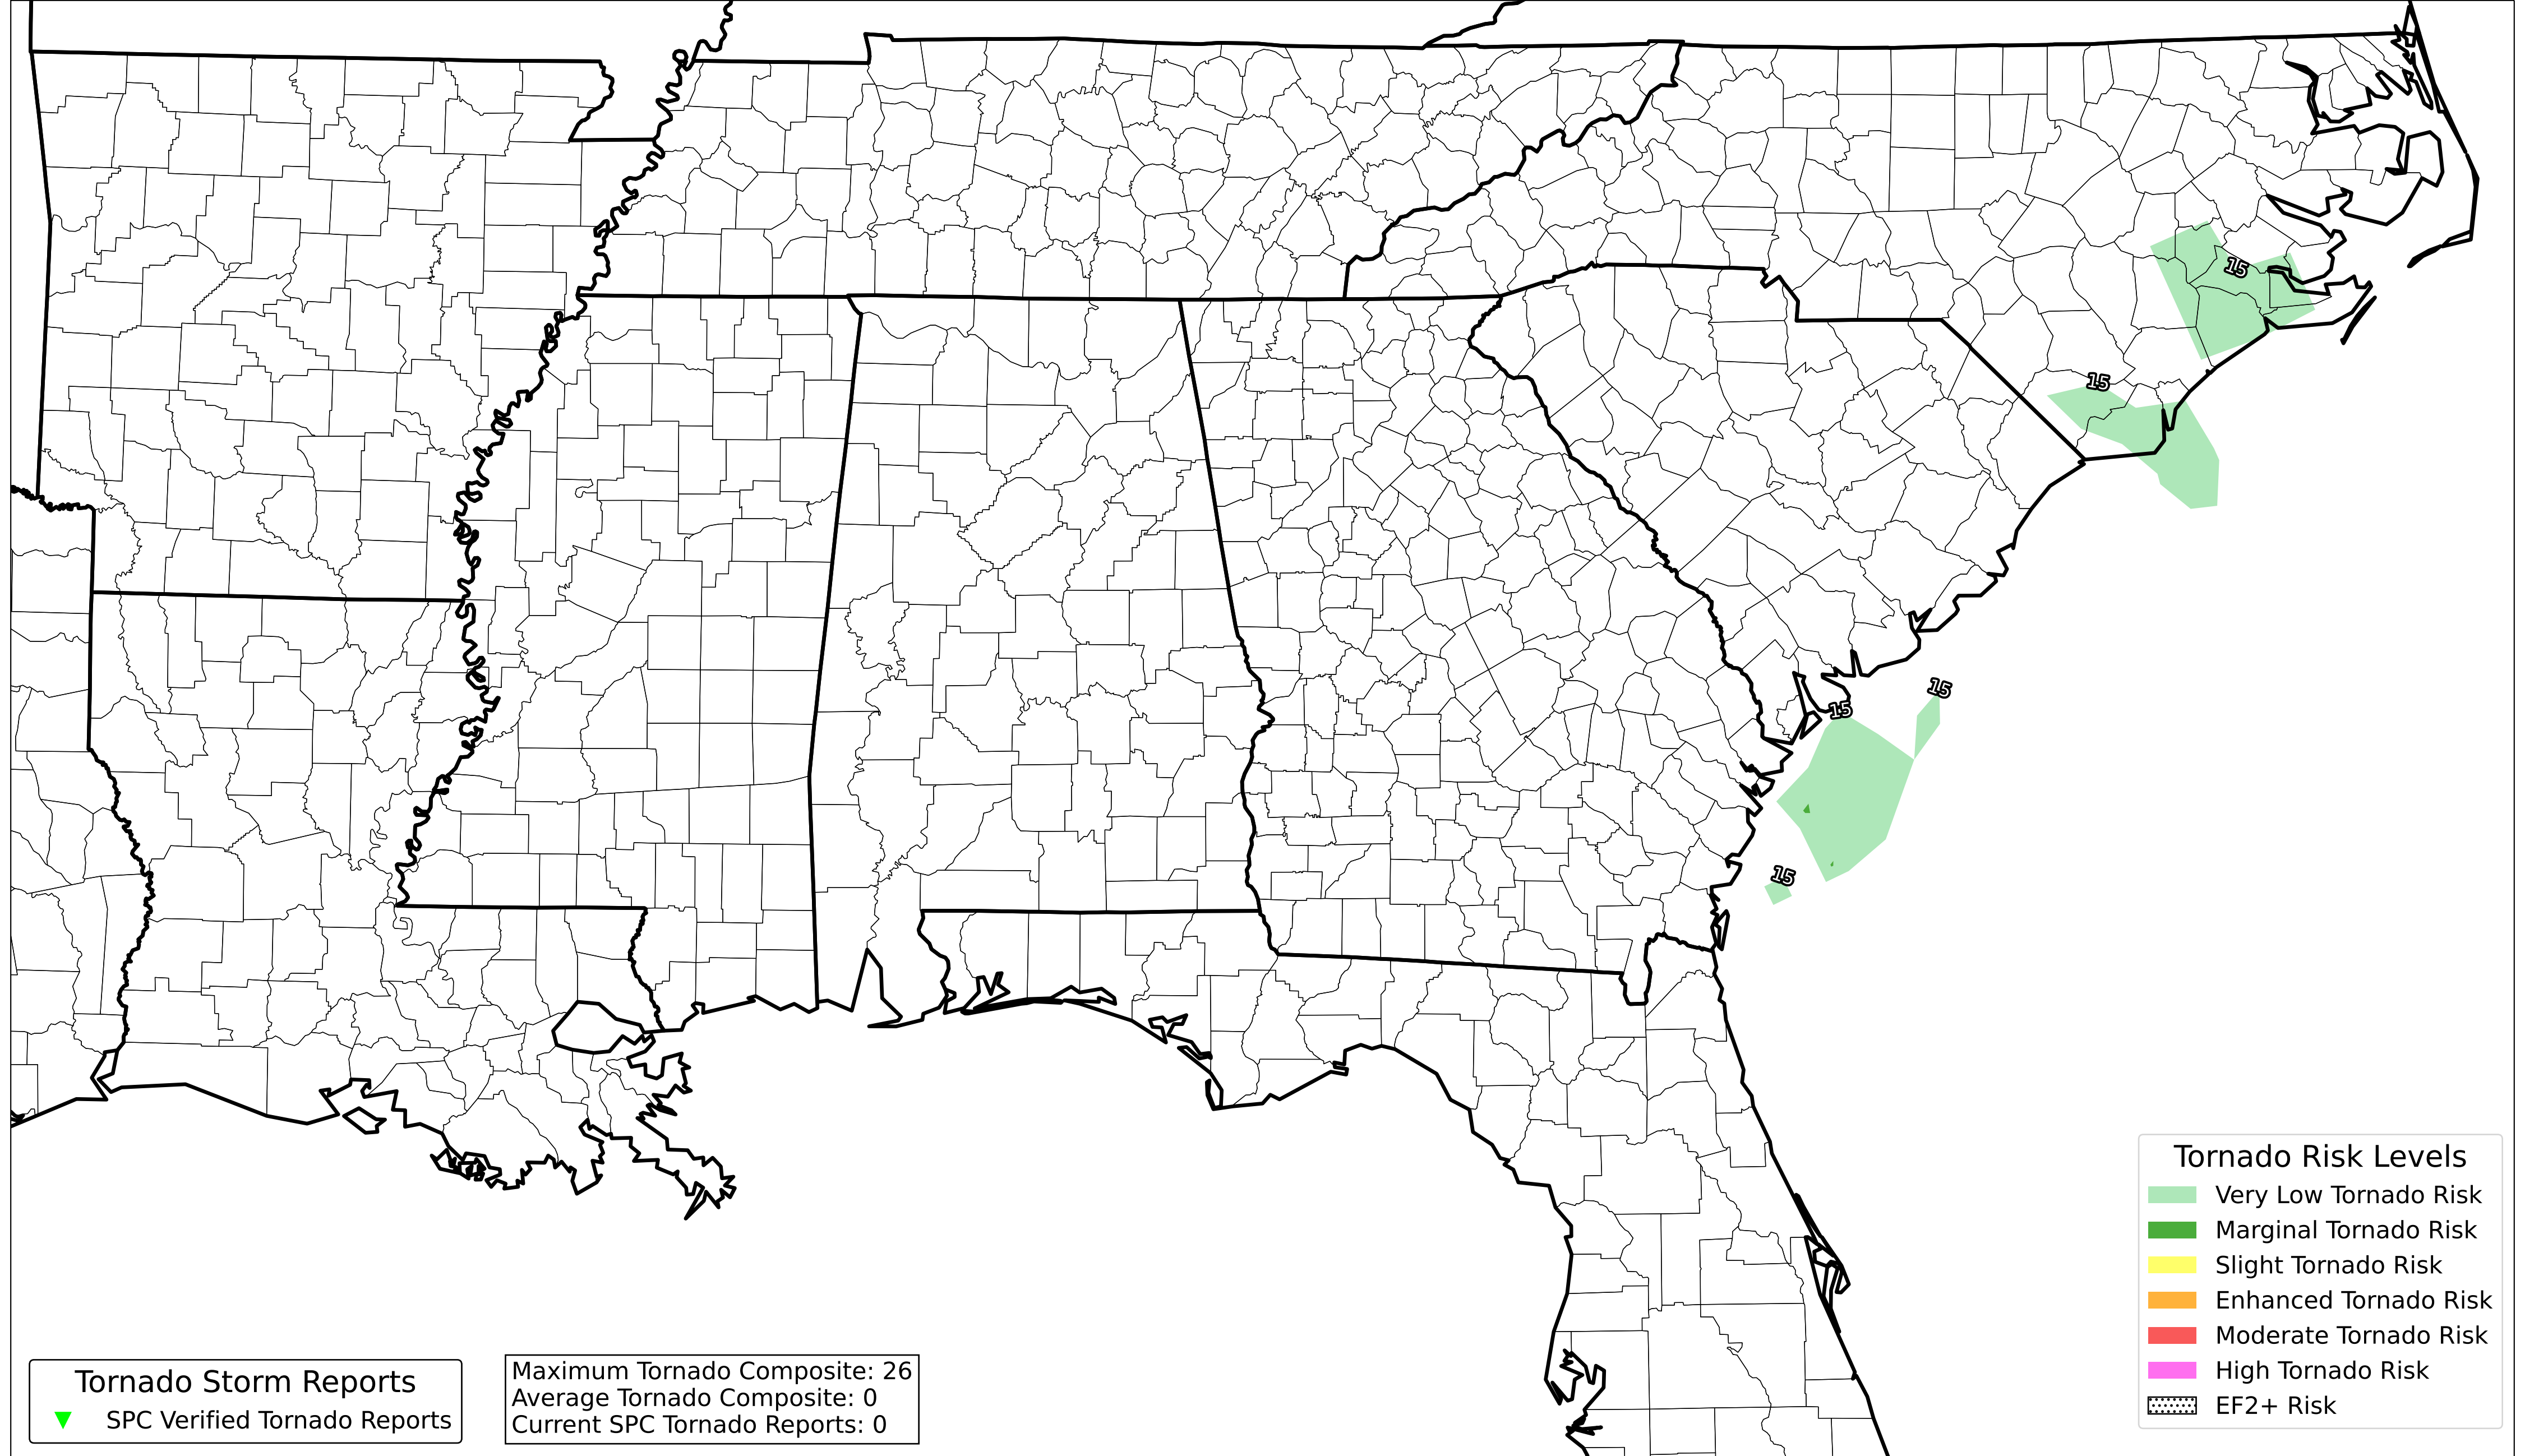 15
15
15
15
15
Tornado Risk Levels
Very Low Tornado Risk
Marginal Tornado Risk
Slight Tornado Risk
Enhanced Tornado Risk
Moderate Tornado Risk
High Tornado Risk
EF2+ Risk
Tornado Storm Reports
SPC Verified Tornado Reports
Maximum Tornado Composite: 26
Average Tornado Composite: 0
Current SPC Tornado Reports: 0